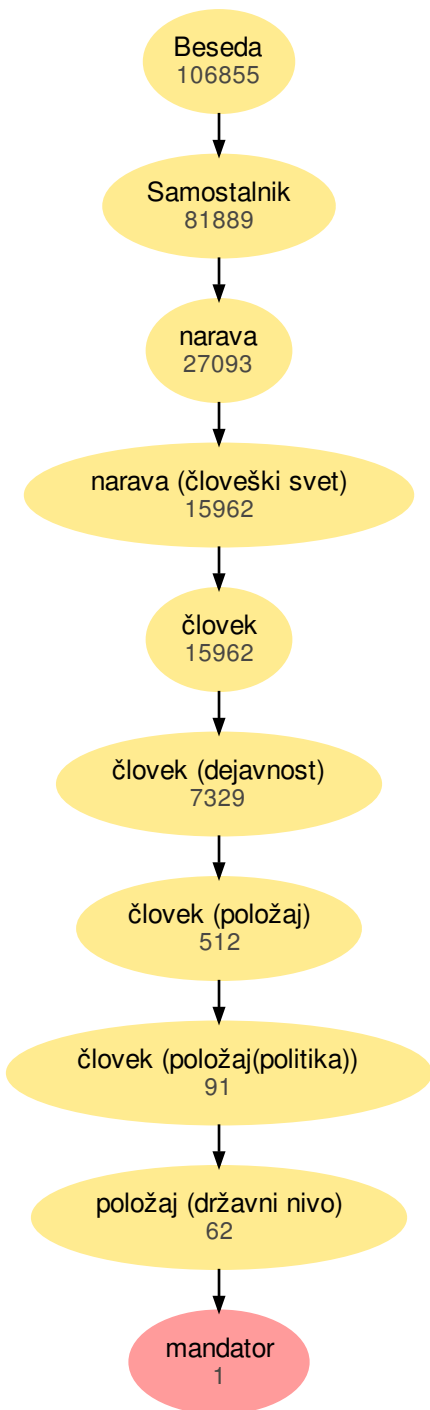 Beseda
106855
Samostalnik
81889
narava
27093
narava (človeški svet)
15962
človek
15962
človek (dejavnost)
7329
človek (položaj)
512
človek (položaj(politika))
91
položaj (državni nivo)
62
mandator
1